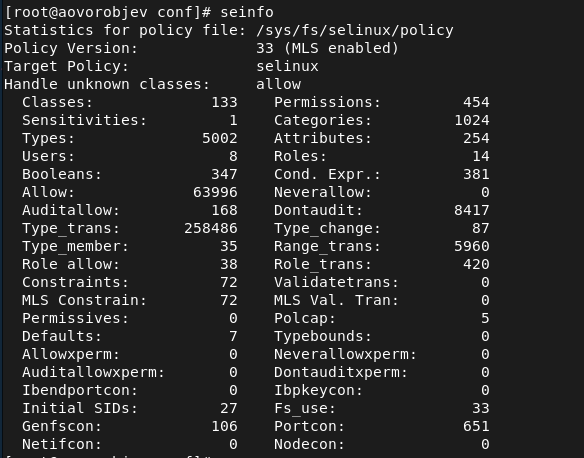 [root@aovorobjev conf]# seinfo
Statistics for policy file: /sys/fs/selinux/policy
Policy Version:             33 (MLS enabled)
Target Policy:              selinux
Handle unknown classes:     allow
  Classes:             133    Permissions:         454
  Sensitivities:         1    Categories:         1024
  Types:              5002    Attributes:          254
  Users:                 8    Roles:                14
  Booleans:            347    Cond. Expr.:         381
  Allow:             63996    Neverallow:            0
  Auditallow:          168    Dontaudit:          8417
  Type_trans:       258486    Type_change:          87
  Type_member:          35    Range_trans:        5960
  Role allow:           38    Role_trans:          420
  Constraints:          72    Validatetrans:         0
  MLS Constrain:        72    MLS Val. Tran:         0
  Permissives:           0    Polcap:                5
  Defaults:              7    Typebounds:            0
  Allowxperm:            0    Neverallowxperm:       0
  Auditallowxperm:       0    Dontauditxperm:        0
  Ibendportcon:          0    Ibpkeycon:             0
  Initial SIDs:         27    Fs_use:               33
  Genfscon:            106    Portcon:             651
  Netifcon:              0    Nodecon:               0